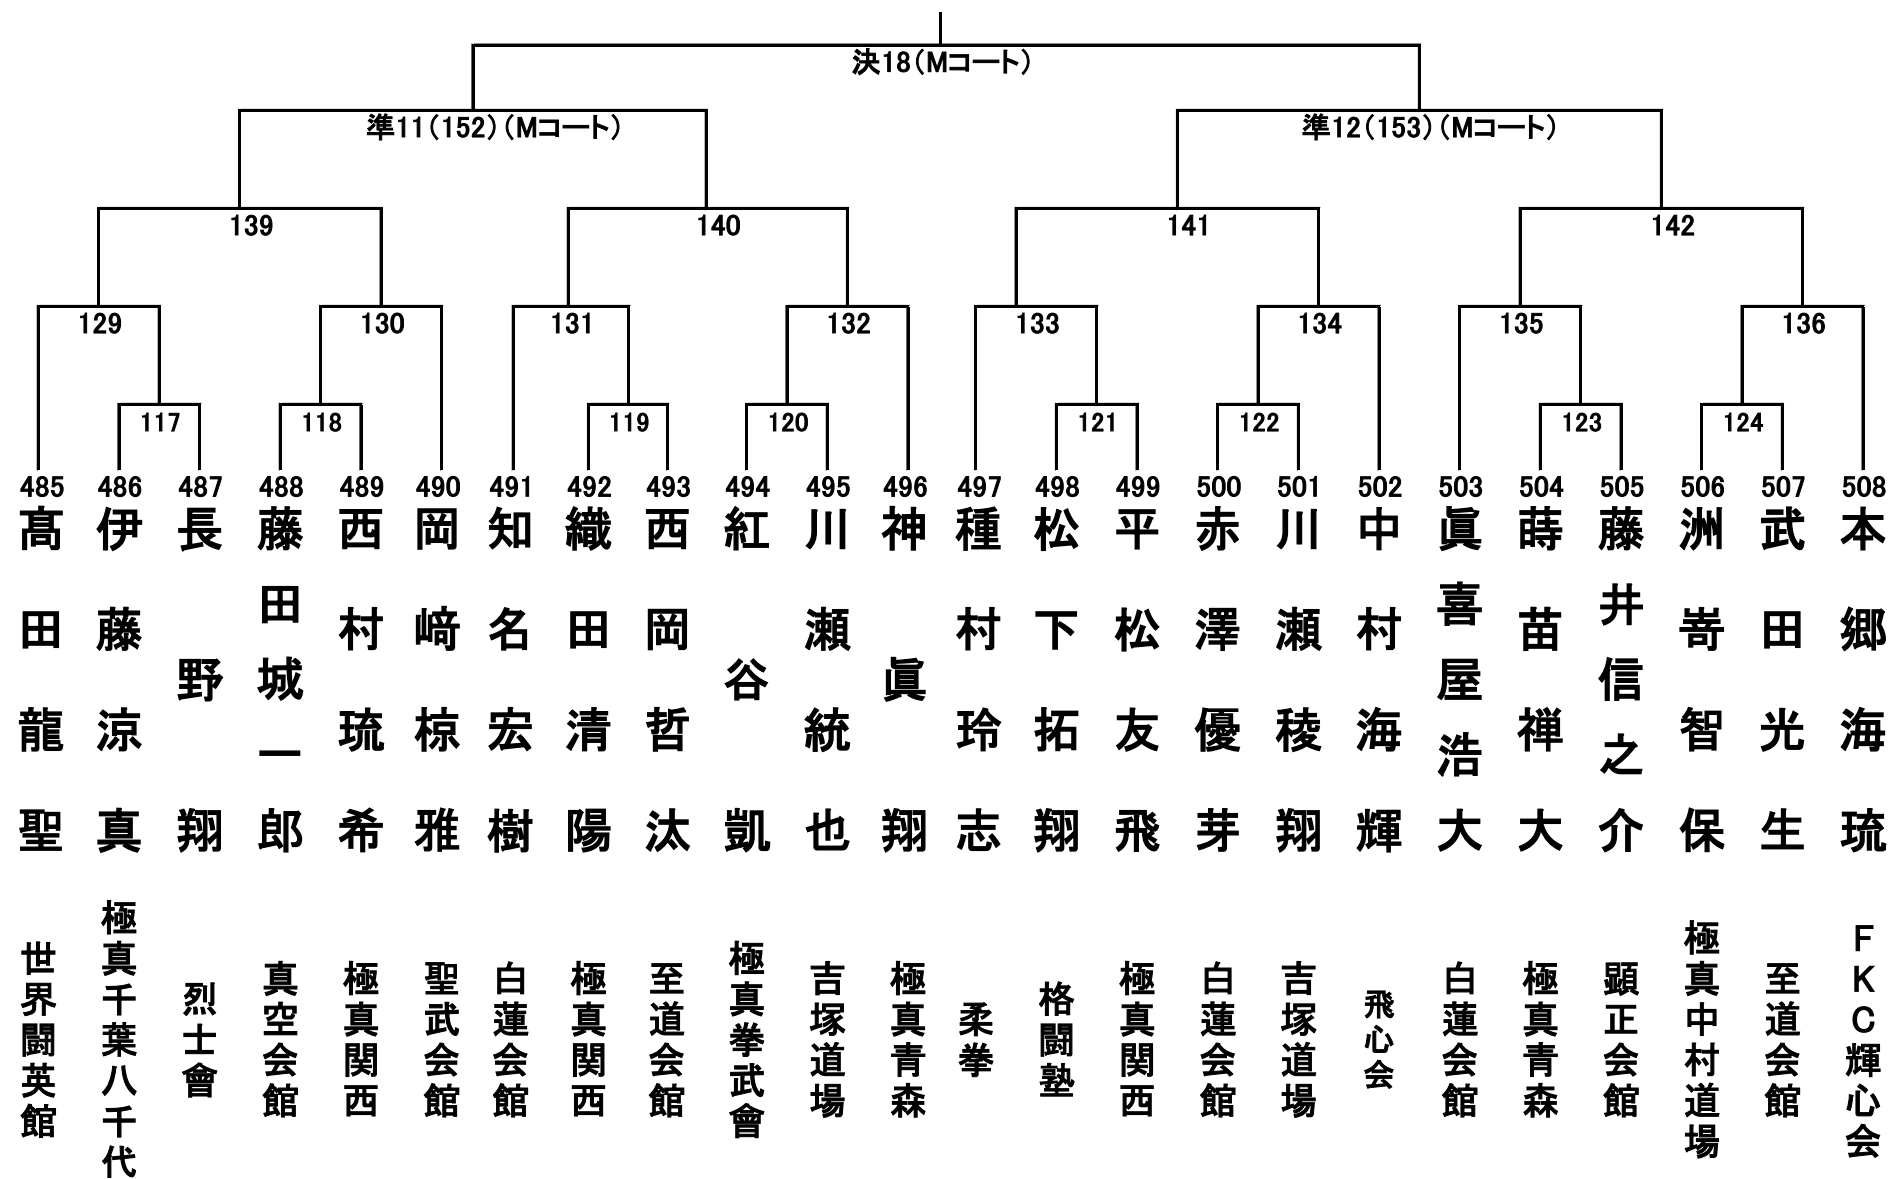 決18(Mコート)
準11(152)(Mコート) 準12(153)(Mコート)
139 140 141 142
129 130 131 132 133 134 135 136
117 118 119 120 121 122 123 124
485 486 487 488 489 490 491 492 493 494 495 496 497 498 499 500 501 502 503 504 505 506 507 508
髙田龍聖
伊藤涼真
長野翔
藤田城一郎
西村琉希
岡﨑椋雅
知名宏樹
織田清陽
西岡哲汰
紅谷凱
川瀬統也
神眞翔
種村玲志
松下拓翔
平松友飛
赤澤優芽
川瀬稜翔
中村海輝
眞喜屋浩大
蒔苗禅大
藤井信之介
洲嵜智保
武田光生
本郷海琉
世界闘英館
極真千葉八千代
烈士會
真空会館
極真関西
聖武会館
白蓮会館
極真関西
至道会館
極真拳武會
吉塚道場
極真青森
柔拳
格闘塾
極真関西
白蓮会館
吉塚道場
飛心会
白蓮会館
極真青森
顕正会館
極真中村道場
至道会館
FKC輝心会